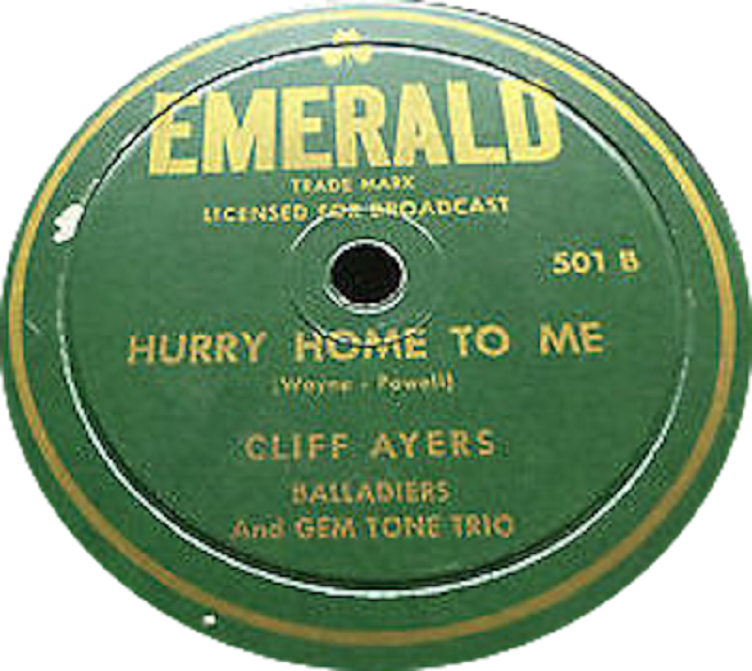 EMERALD
TRADE MARK
LICENSED FOR BROADCAST
501 B
HURRY HOME TO ME
(Wayne - Powell)
CLIFF AYERS
BALLADIERS
And GEM TONE TRIO